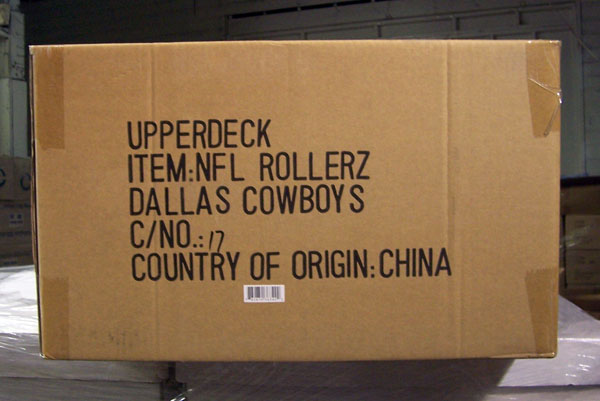 UPPERDECK
ITEM:NFL ROLLERZ
DALLAS COWBOYS
C/NO.: 17
COUNTRY OF ORIGIN: CHINA